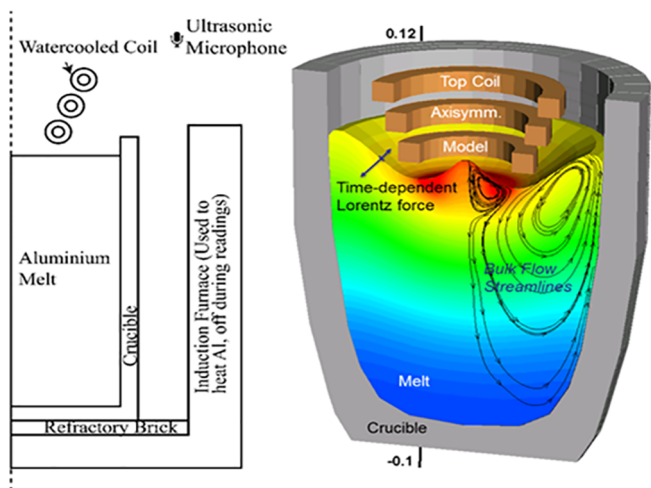 Watercooled Coil
Ultrasonic
Microphone
Aluminium
Melt
Crucible
Induction Furnace (Used to
heat Al, off during readings)
Refractory Brick
0.12
Top Coil
Axisymm.
Model
Time-dependent
Lorentz force
Bulk Flow
Streamlines
Melt
Crucible
-0.1